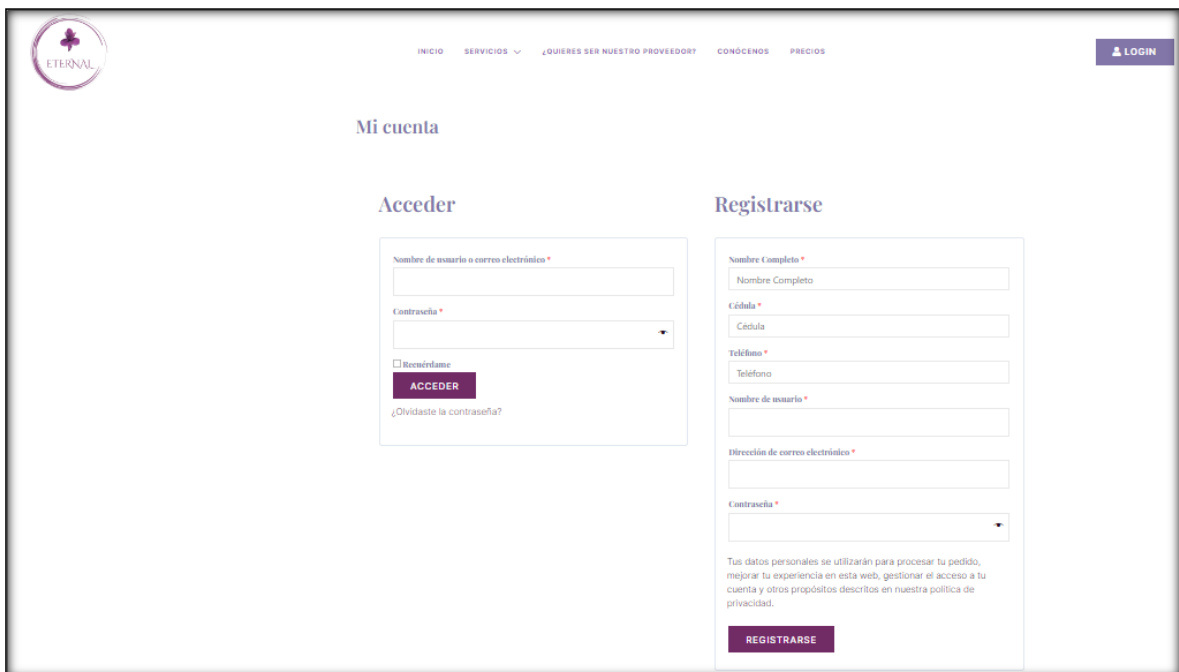 ETERNAL
INICIO SERVICIOS ¿QUIERES SER NUESTRO PROVEEDOR? CONÓCENOS PRECIOS
LOGIN
Mi cuenta
Acceder
Nombre de usuario o correo electrónico *
Contraseña *
Recuérdame
ACCEDER
¿Olvidaste la contraseña?
Registrarse
Nombre Completo *
Nombre Completo
Cédula *
Cédula
Teléfono *
Teléfono
Nombre de usuario *
Dirección de correo electrónico *
Contraseña *
Tus datos personales se utilizarán para procesar tu pedido,
mejorar tu experiencia en esta web, gestionar el acceso a tu
cuenta y otros propósitos descritos en nuestra política de
privacidad.
REGISTRARSE